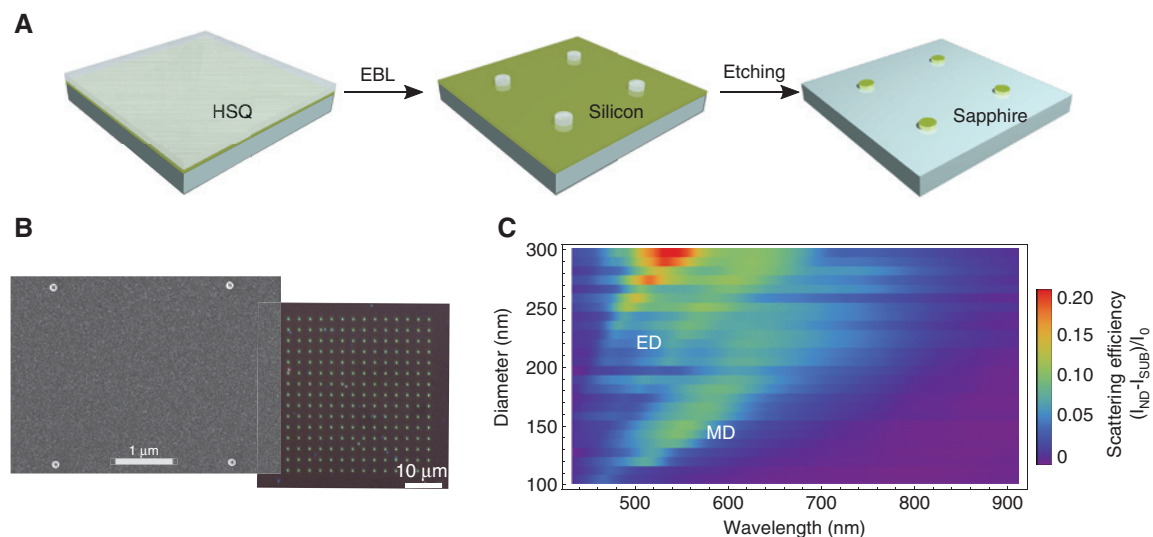 A
HSQ
EBL
Silicon
Etching
Sapphire
B
1 µm
10 µm
C
300
250
200
150
100
Diameter (nm)
ED
MD
500
600
700
800
900
Wavelength (nm)
0.20
0.15
0.10
0.05
0
Scattering efficiency
(I_ND-I_SUB)/I_0